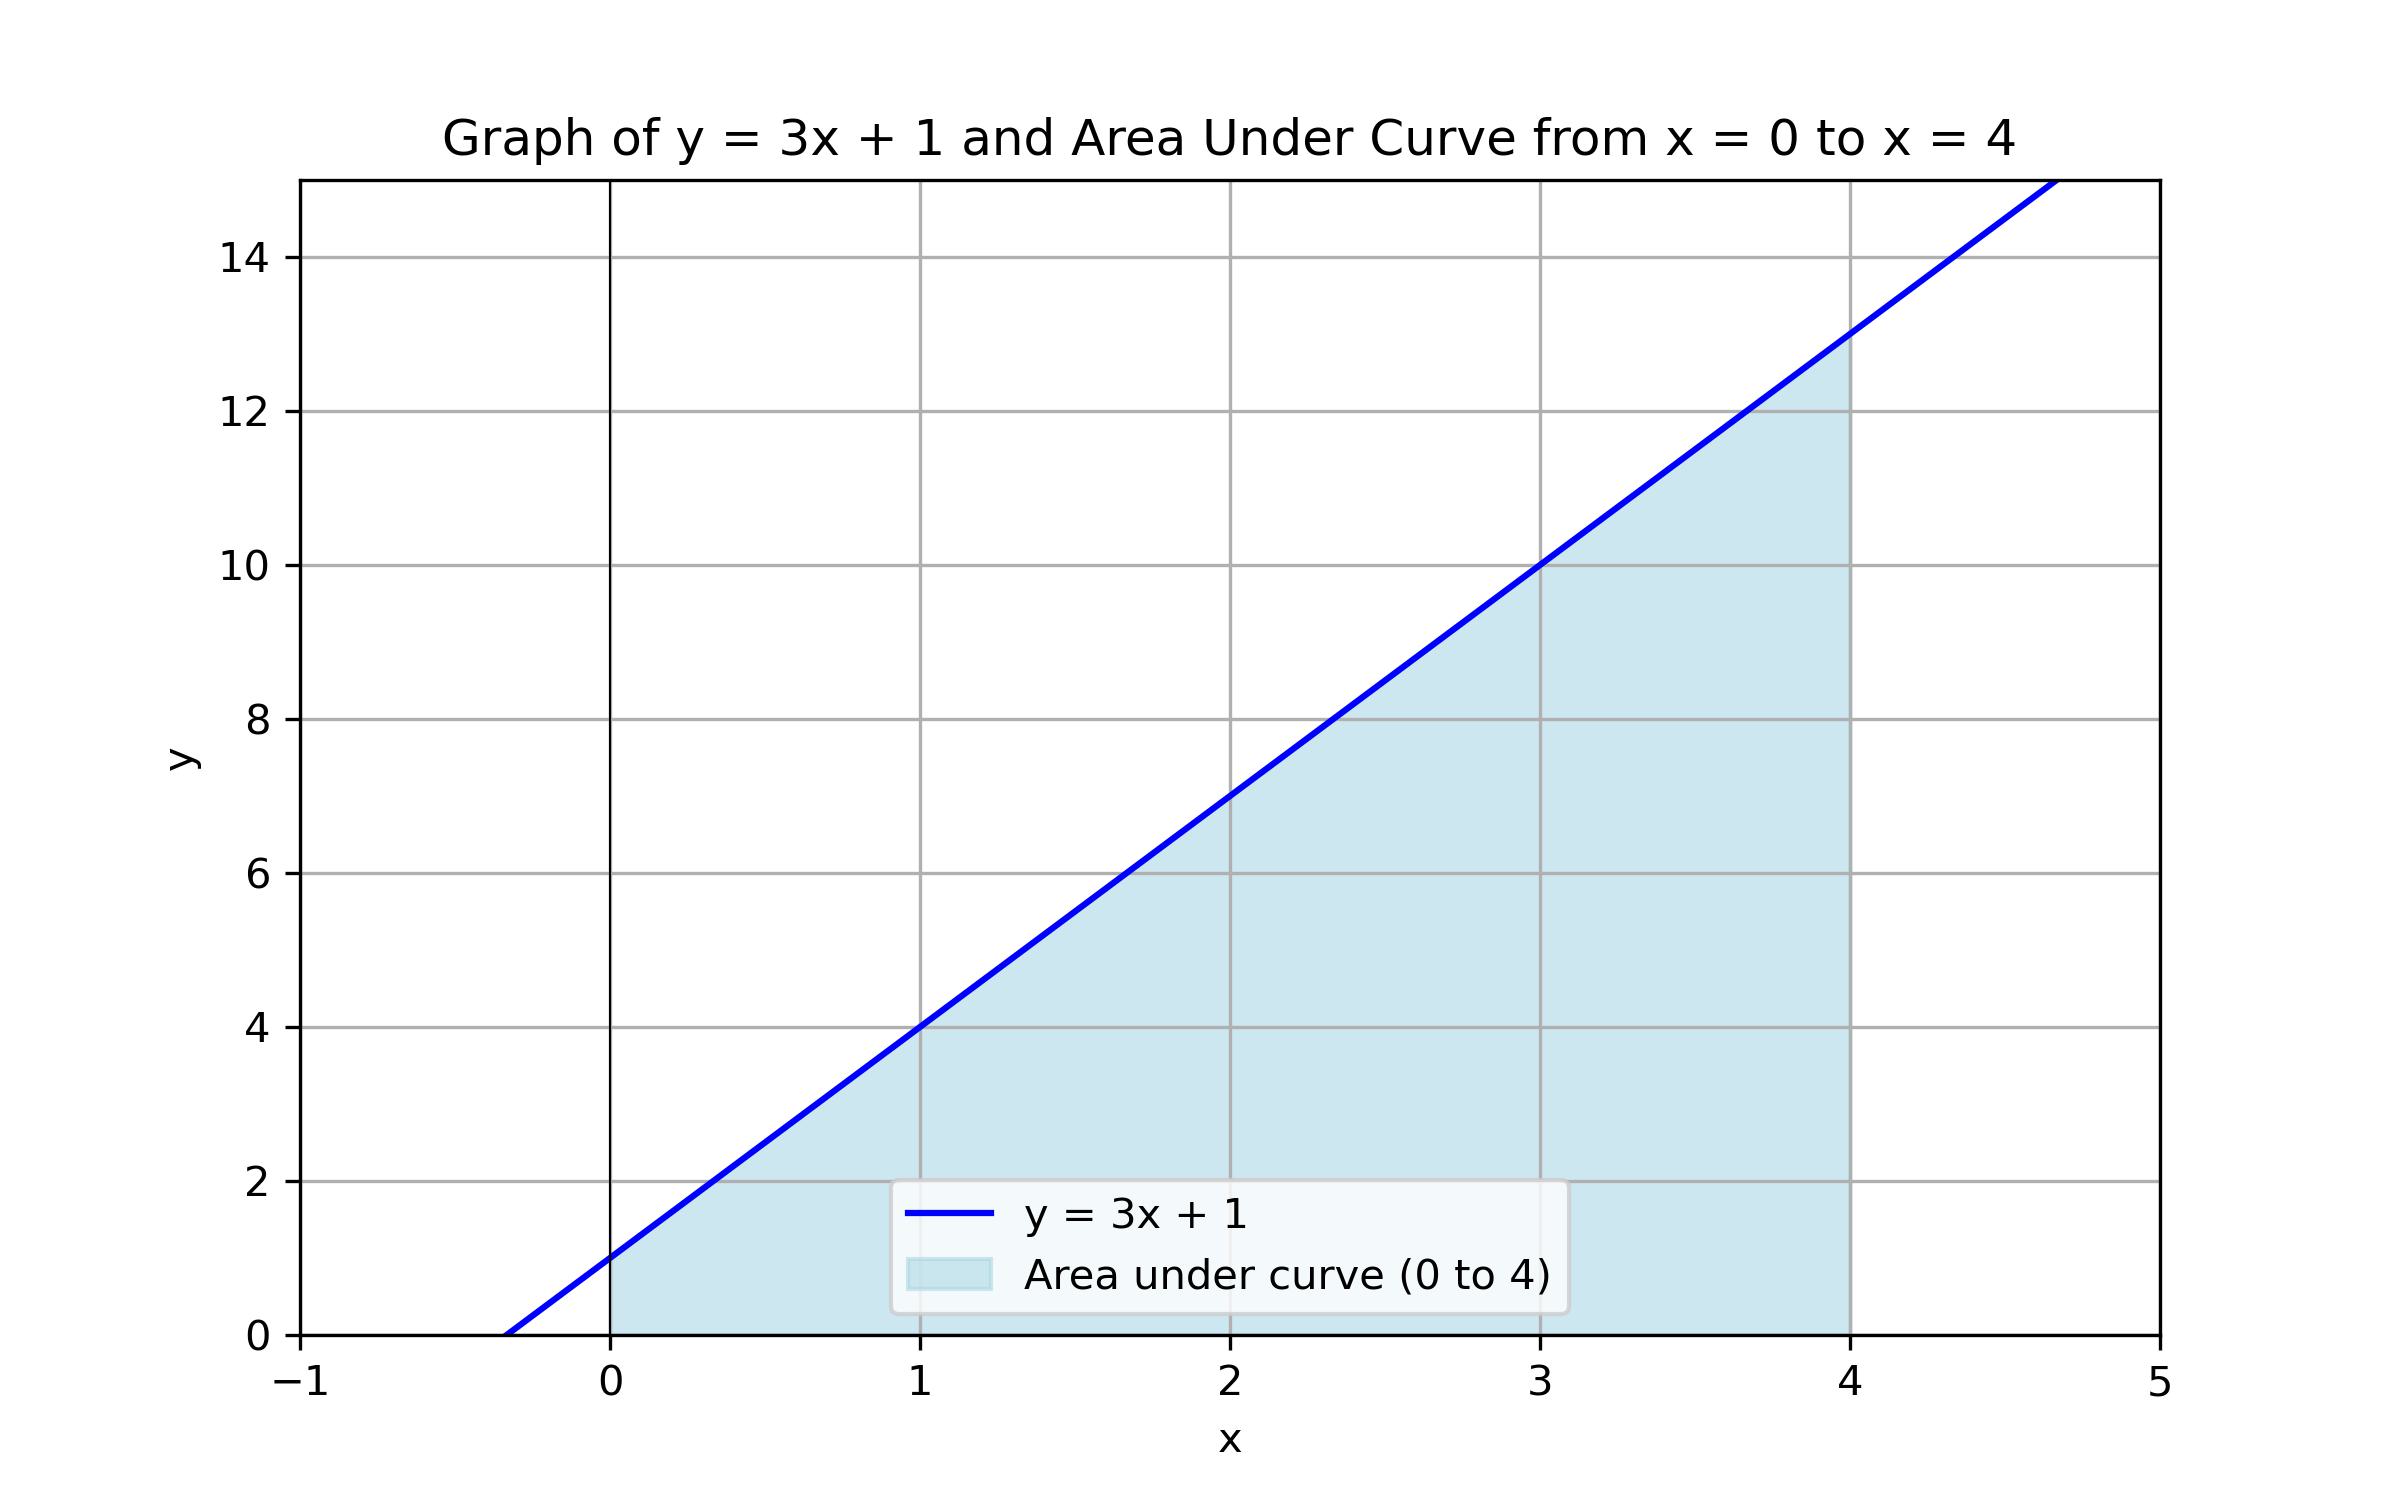 Graph of y = 3x + 1 and Area Under Curve from x = 0 to x = 4
14
12
10
8
6
4
2
0
y
y = 3x + 1
Area under curve (0 to 4)
−1 0 1 2 3 4 5
x